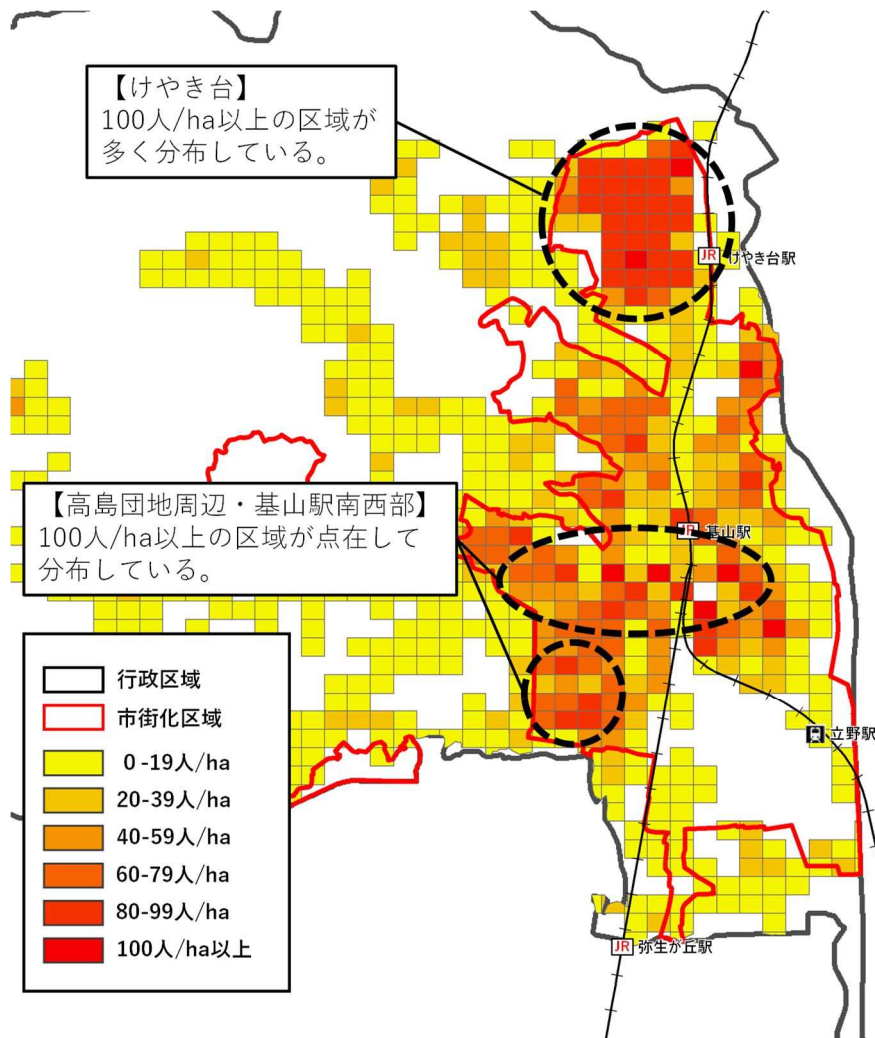 【けやき台】
100人/ha以上の区域が
多く分布している。
JR けやき台駅
【高島団地周辺・基山駅南西部】
100人/ha以上の区域が点在して
分布している。
JR 基山駅
行政区域
市街化区域
0-19人/ha
20-39人/ha
40-59人/ha
60-79人/ha
80-99人/ha
100人/ha以上
立野駅
JR 弥生が丘駅